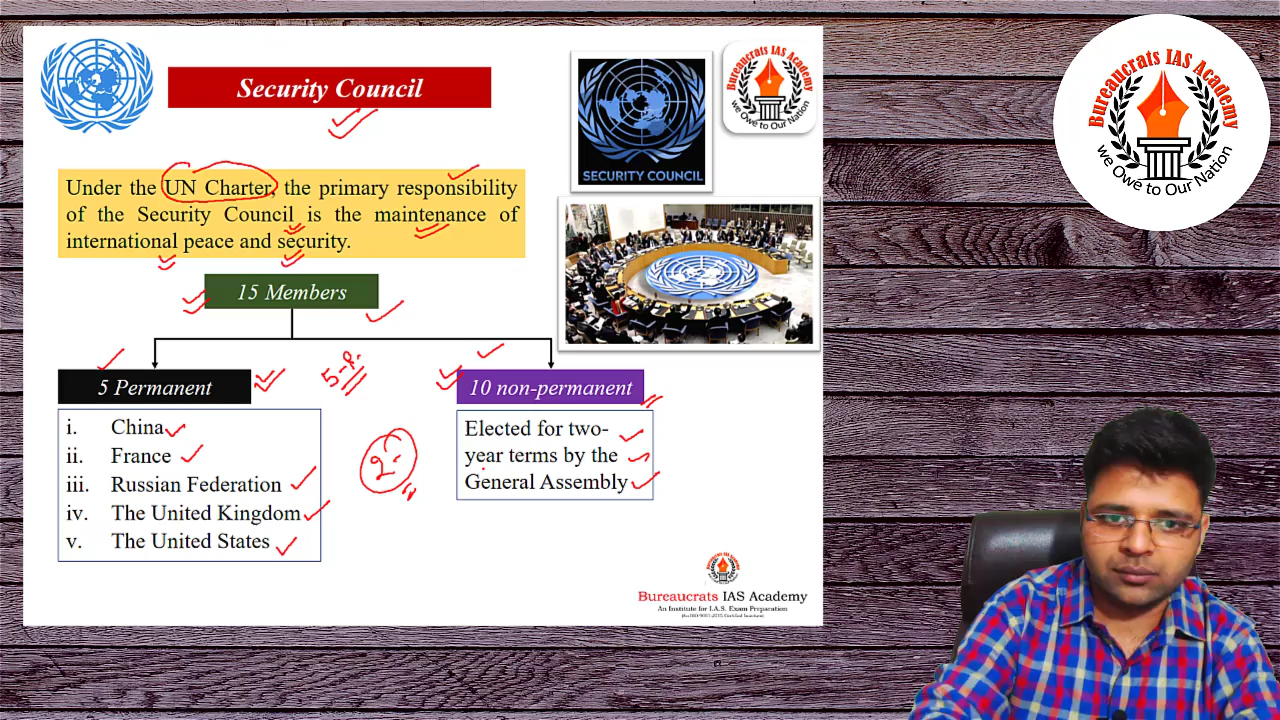 Security Council
Bureaucrats IAS Academy
we Owe to Our Nation
SECURITY COUNCIL
Bureaucrats IAS Academy
we Owe to Our Nation
Under the UN Charter, the primary responsibility
of the Security Council is the maintenance of
international peace and security.
15 Members
5 Permanent
5-P.
10 non-permanent
i. China
ii. France
iii. Russian Federation
iv. The United Kingdom
v. The United States
Elected for two-
year terms by the
General Assembly
Bureaucrats IAS Academy
An Institute for I.A.S. Exam Preparation